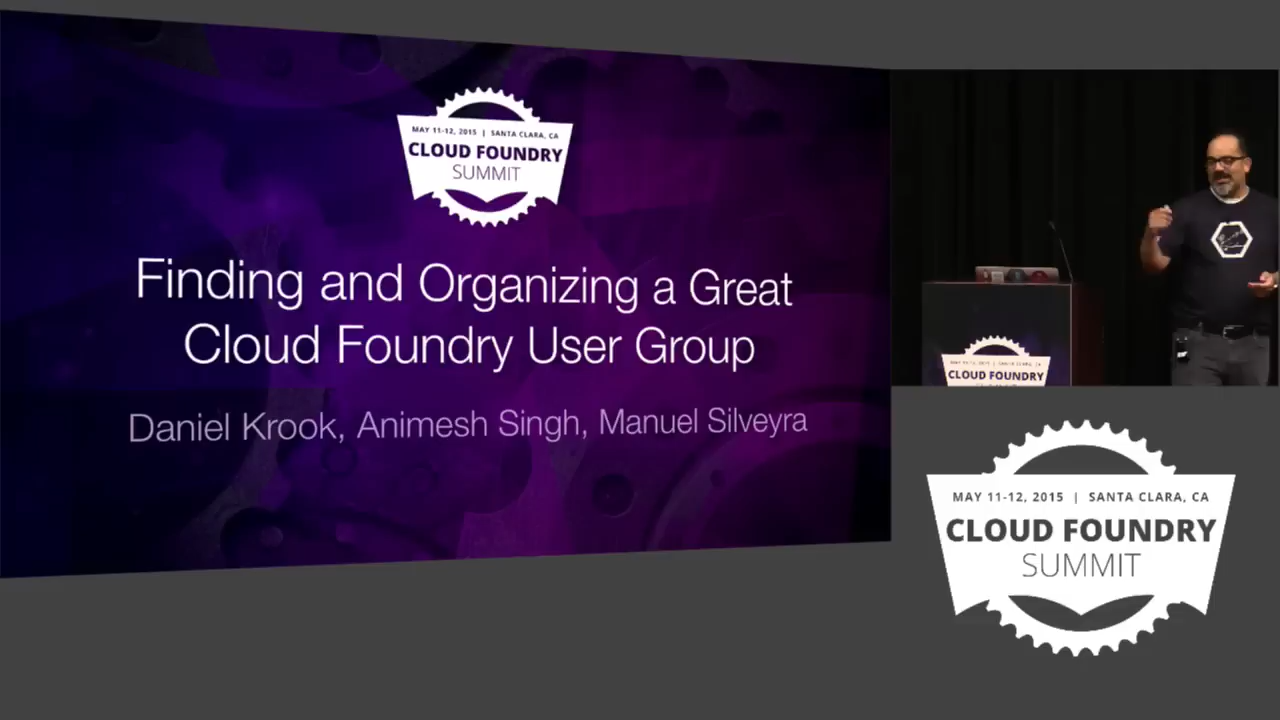 MAY 11-12, 2015 | SANTA CLARA, CA
CLOUD FOUNDRY
SUMMIT
Finding and Organizing a Great
Cloud Foundry User Group
Daniel Krook, Animesh Singh, Manuel Silveyra
CLOUD FOUNDRY
MAY 11-12, 2015 | SANTA CLARA, CA
CLOUD FOUNDRY
SUMMIT